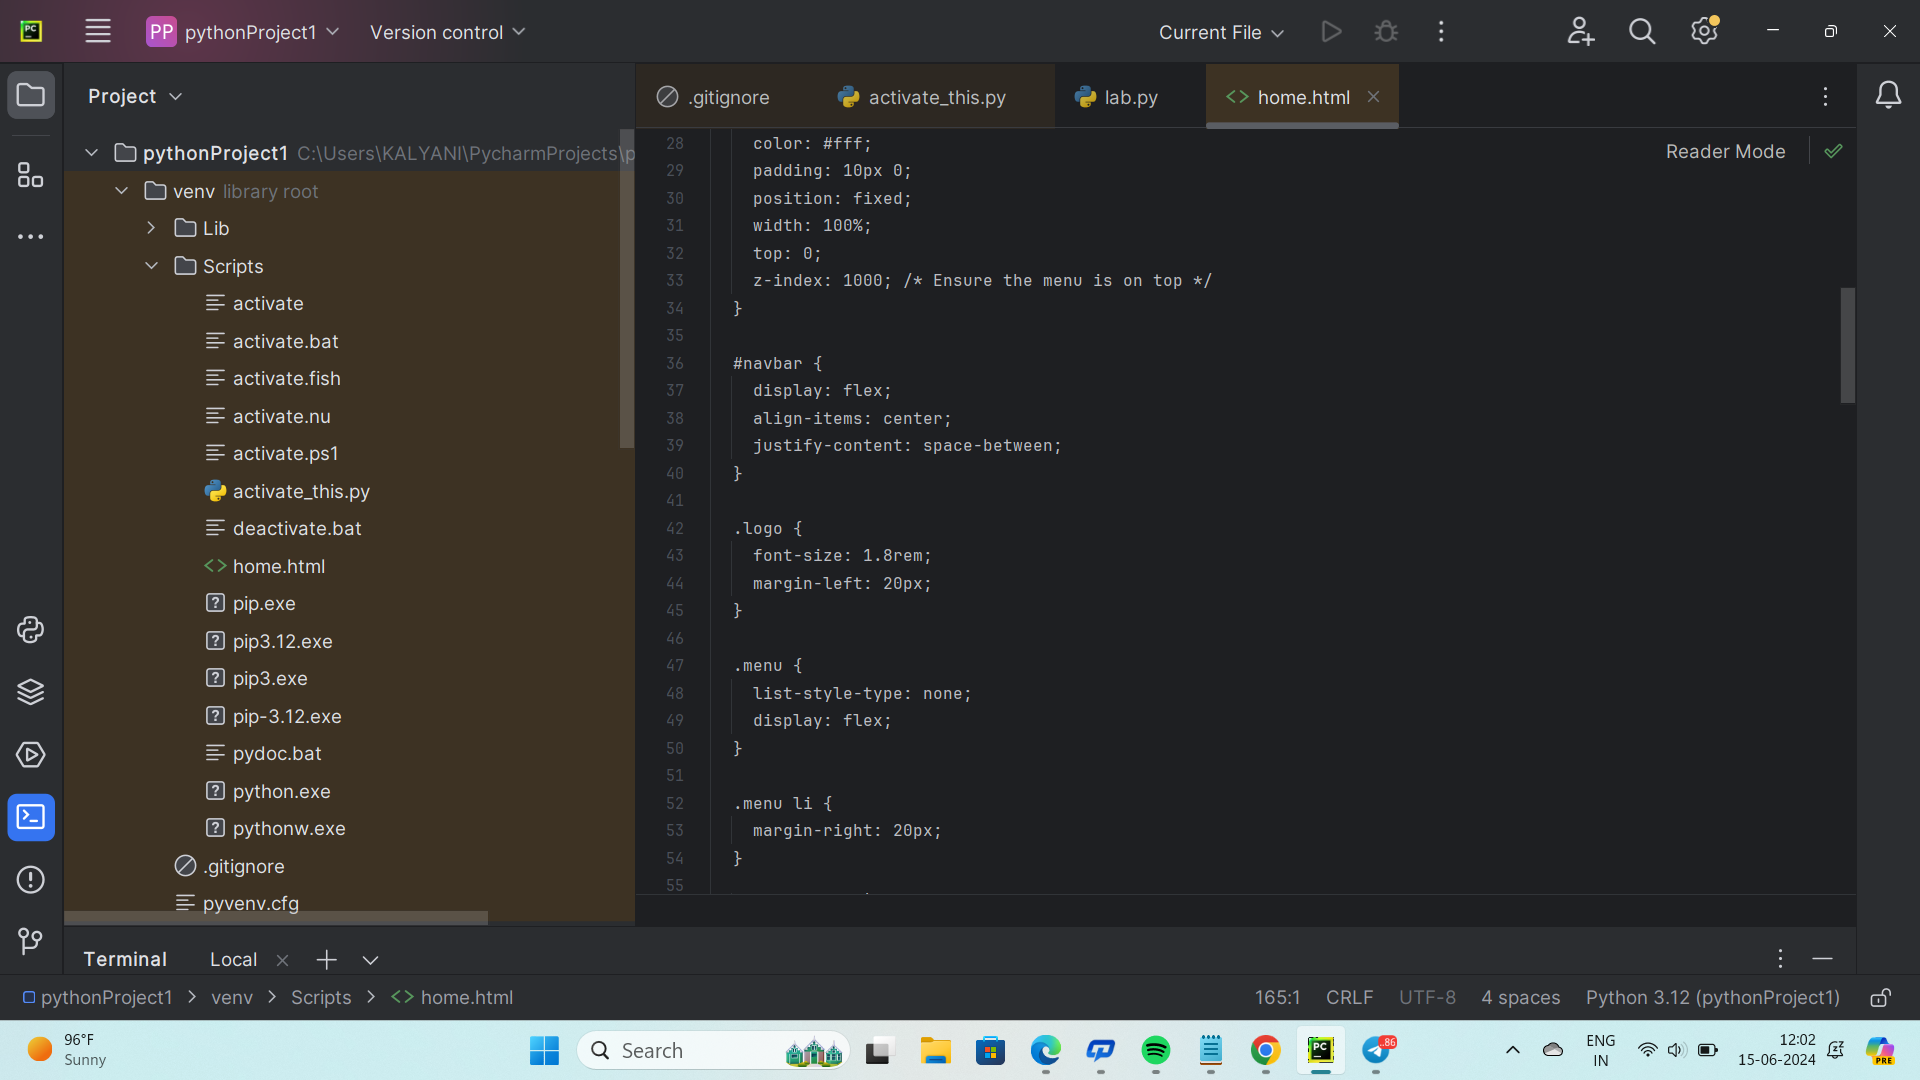 PC
PP pythonProject1
Version control
Current File
Project
.gitignore
activate_this.py
lab.py
<> home.html
Reader Mode
pythonProject1 C:\Users\KALYANI\PycharmProjects\p
venv library root
Lib
Scripts
activate
activate.bat
activate.fish
activate.nu
activate.ps1
activate_this.py
deactivate.bat
<> home.html
pip.exe
pip3.12.exe
pip3.exe
pip-3.12.exe
pydoc.bat
python.exe
pythonw.exe
.gitignore
pyvenv.cfg
28 color: #fff;
29 padding: 10px 0;
30 position: fixed;
31 width: 100%;
32 top: 0;
33 z-index: 1000; /* Ensure the menu is on top */
34 }
35
36 #navbar {
37 display: flex;
38 align-items: center;
39 justify-content: space-between;
40 }
41
42 .logo {
43 font-size: 1.8rem;
44 margin-left: 20px;
45 }
46
47 .menu {
48 list-style-type: none;
49 display: flex;
50 }
51
52 .menu li {
53 margin-right: 20px;
54 }
55
Terminal
Local
pythonProject1 > venv > Scripts > <> home.html
165:1
CRLF
UTF-8
4 spaces
Python 3.12 (pythonProject1)
96°F
Sunny
Search
PC
..86
ENG
IN
12:02
15-06-2024
PRE